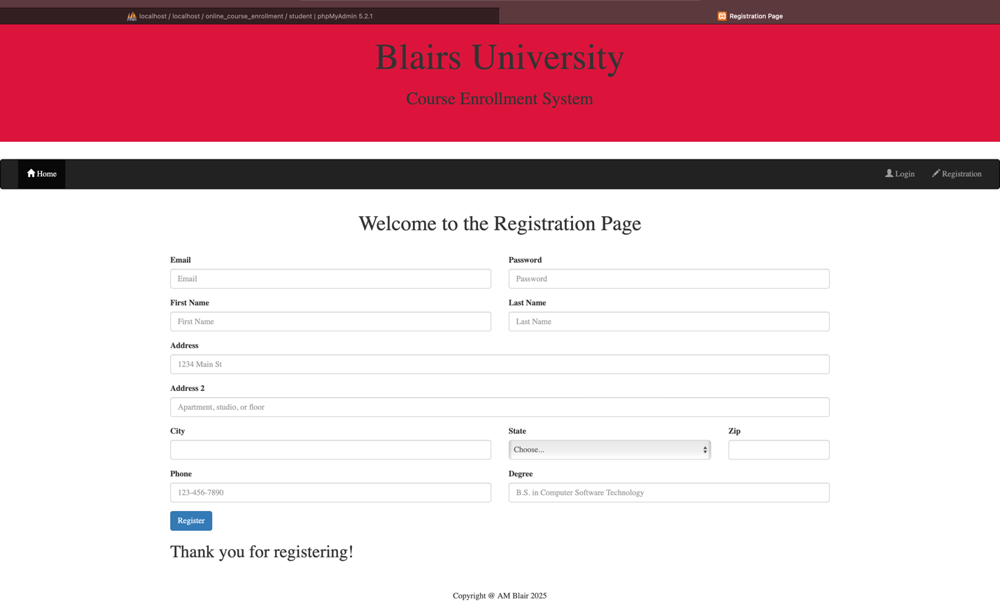 localhost / localhost / online_course_enrollment / student | phpMyAdmin 5.2.1
Registration Page
Blairs University
Course Enrollment System
Home
Login
Registration
Welcome to the Registration Page
Email
Password
Email
Password
First Name
Last Name
First Name
Last Name
Address
1234 Main St
Address 2
Apartment, studio, or floor
City
State
Zip
Choose...
Phone
Degree
123-456-7890
B.S. in Computer Software Technology
Register
Thank you for registering!
Copyright @ AM Blair 2025